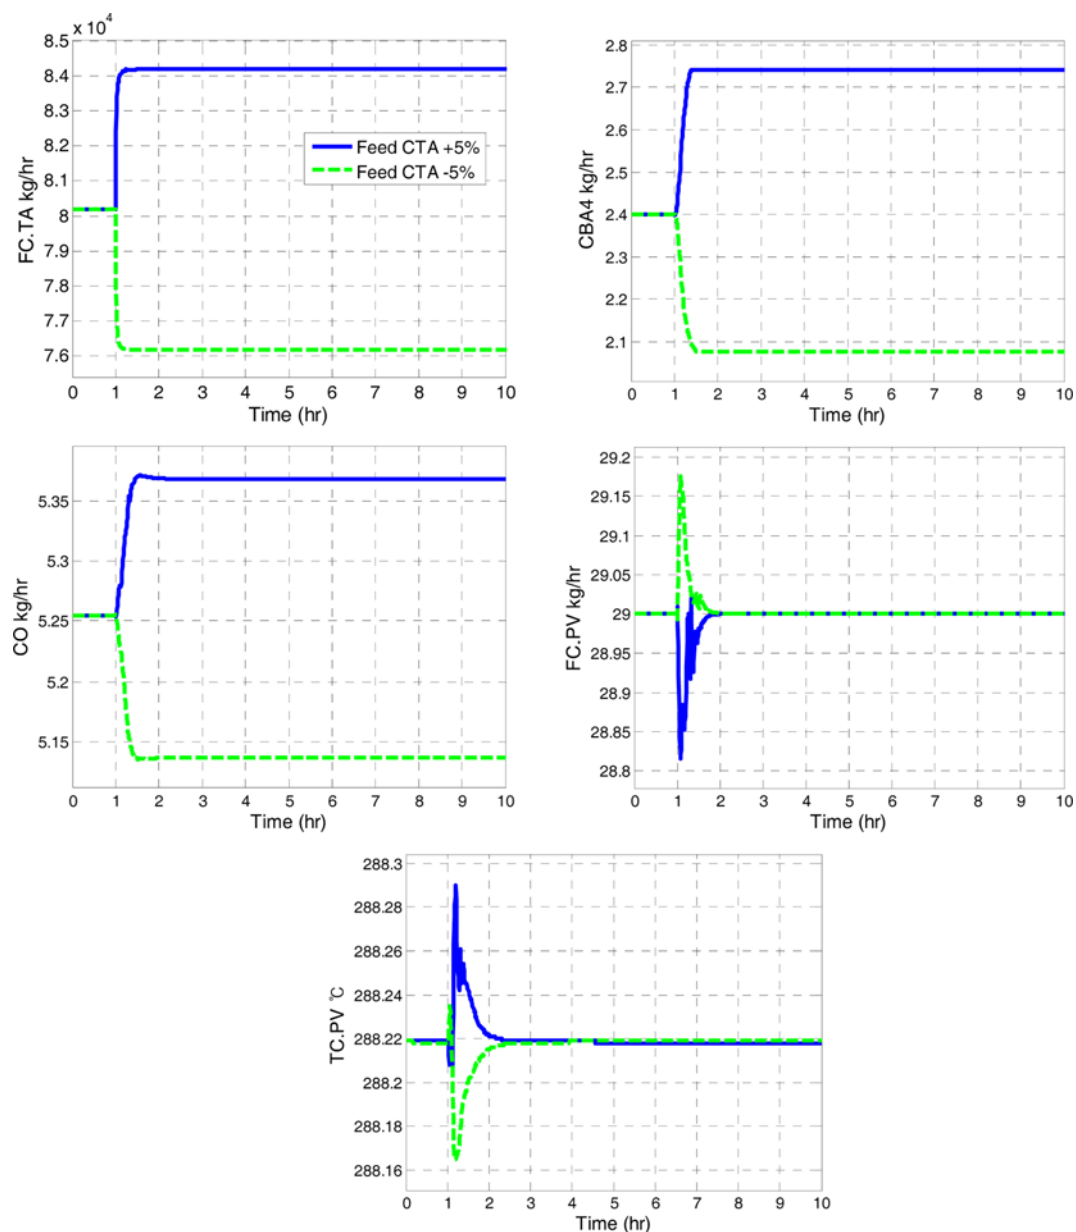 x 10⁴
8.5
8.4
8.3
8.2
8.1
8
7.9
7.8
7.7
7.6
FC.TA kg/hr
Feed CTA +5%
Feed CTA -5%
0 1 2 3 4 5 6 7 8 9 10
Time (hr)
2.8
2.7
2.6
2.5
2.4
2.3
2.2
2.1
CBA4 kg/hr
0 1 2 3 4 5 6 7 8 9 10
Time (hr)
5.35
5.3
5.25
5.2
5.15
CO kg/hr
0 1 2 3 4 5 6 7 8 9 10
Time (hr)
29.2
29.15
29.1
29.05
29
28.95
28.9
28.85
28.8
FC.PV kg/hr
0 1 2 3 4 5 6 7 8 9 10
Time (hr)
288.3
288.28
288.26
288.24
288.22
288.2
288.18
288.16
TC.PV ℃
0 1 2 3 4 5 6 7 8 9 10
Time (hr)